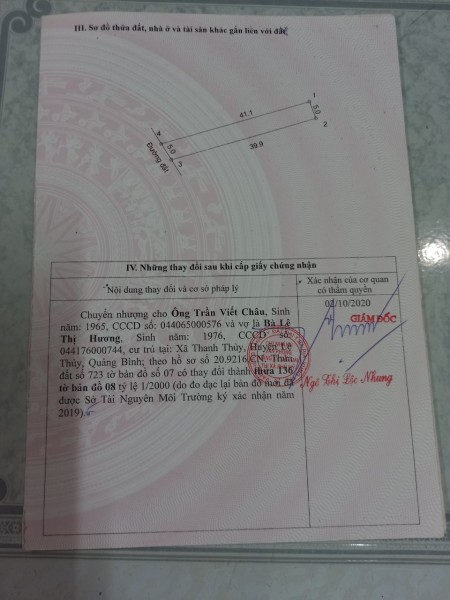 III. Sơ đồ thửa đất, nhà ở và tài sản khác gắn liền với đất
1
41.1
5.0
2
4
5.0
39.9
3
Đường đất
IV. Những thay đổi sau khi cấp giấy chứng nhận
Nội dung thay đổi và cơ sở pháp lý
Xác nhận của cơ quan
có thẩm quyền
Chuyển nhượng cho Ông Trần Viết Châu, Sinh
năm: 1965, CCCD số: 044065000576 và vợ là Bà Lê
Thị Hương, Sinh năm: 1976, CCCD số:
044176000744, cư trú tại: Xã Thanh Thủy, Huyện Lệ
Thủy, Quảng Bình; theo hồ sơ số 20.9216.CN. Thửa
đất số 723 tờ bản đồ số 07 có thay đổi thành thửa 136
tờ bản đồ 08 tỷ lệ 1/2000 (do đo đạc lại bản đồ mới đã
được Sở Tài Nguyên Môi Trường ký xác nhận năm
2019).
02/10/2020
GIÁM ĐỐC
Ngô Thị Lộc Nhung